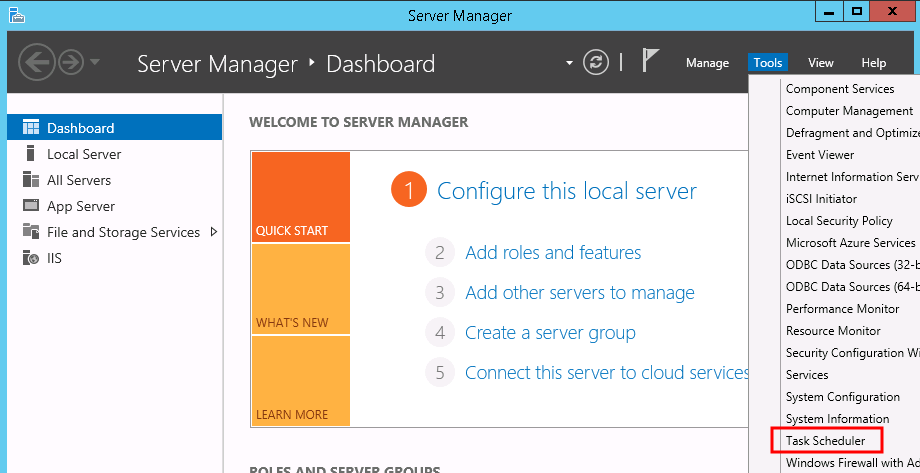 Server Manager
Server Manager ‣ Dashboard
Manage
Tools
View
Help
Dashboard
Local Server
All Servers
App Server
File and Storage Services
IIS
WELCOME TO SERVER MANAGER
QUICK START
WHAT'S NEW
LEARN MORE
1 Configure this local server
2 Add roles and features
3 Add other servers to manage
4 Create a server group
5 Connect this server to cloud services
ROLES AND SERVER GROUPS
Component Services
Computer Management
Defragment and Optimize
Event Viewer
Internet Information Serv
iSCSI Initiator
Local Security Policy
Microsoft Azure Services
ODBC Data Sources (32-b
ODBC Data Sources (64-b
Performance Monitor
Resource Monitor
Security Configuration Wi
Services
System Configuration
System Information
Task Scheduler
Windows Firewall with Ad